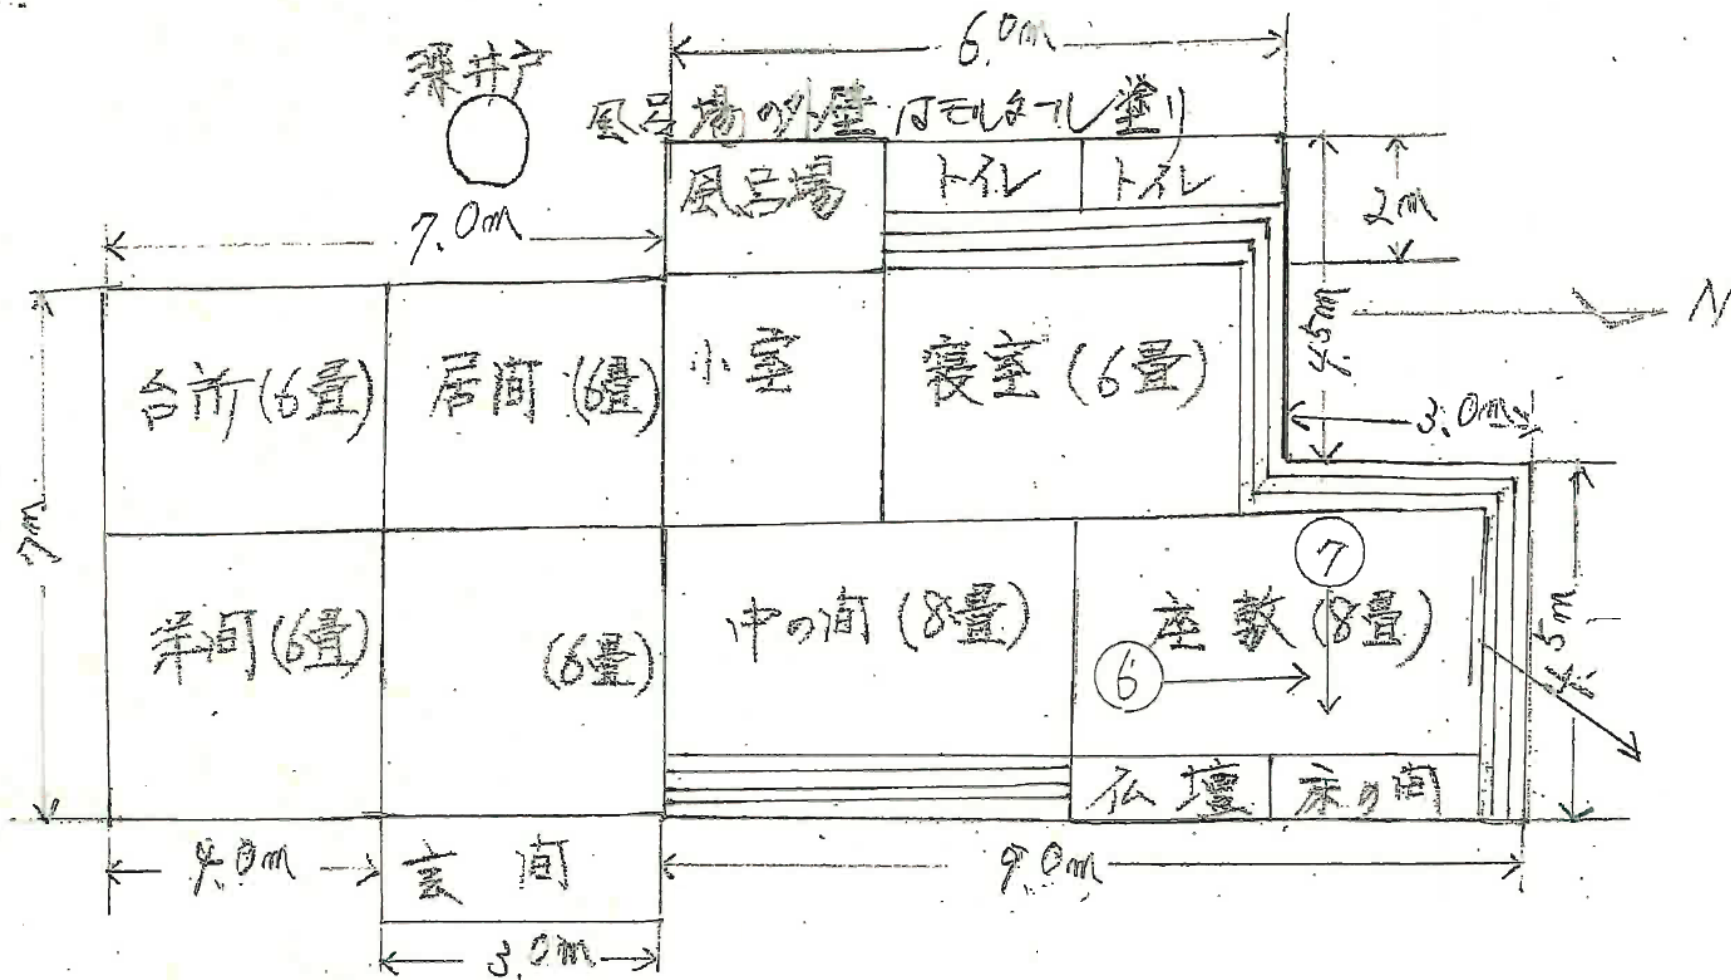 6.0m
深井戸
風呂場の外壁はモルタル塗り
風呂場
トイレ
トイレ
2m
7.0m
N
4.5m
台所(6畳)
居間(6畳)
小室
寝室(6畳)
3.0m
7m
洋間(6畳)
(6畳)
中の間(8畳)
座敷(8畳)
⑦
⑥
仏壇
床の間
4.0m
玄間
9.0m
3.0m